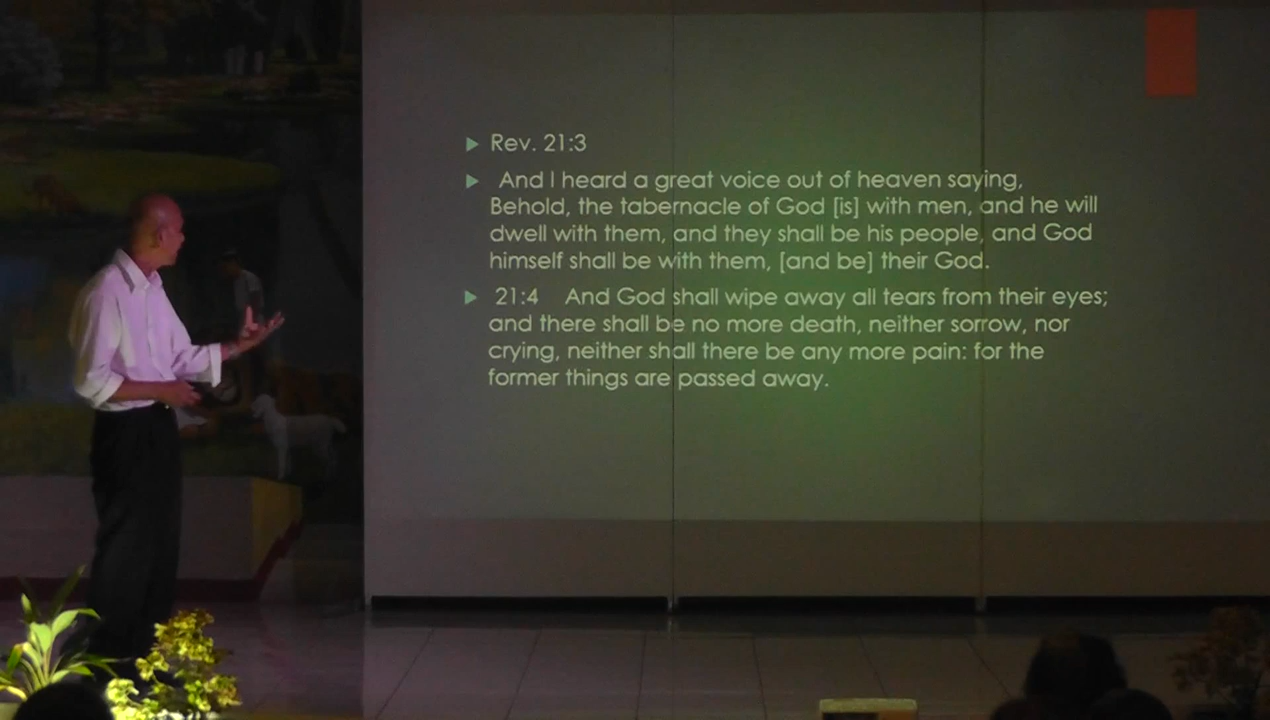 Rev. 21:3
And I heard a great voice out of heaven saying,
Behold, the tabernacle of God [is] with men, and he will
dwell with them, and they shall be his people, and God
himself shall be with them, [and be] their God.
21:4 And God shall wipe away all tears from their eyes;
and there shall be no more death, neither sorrow, nor
crying, neither shall there be any more pain: for the
former things are passed away.